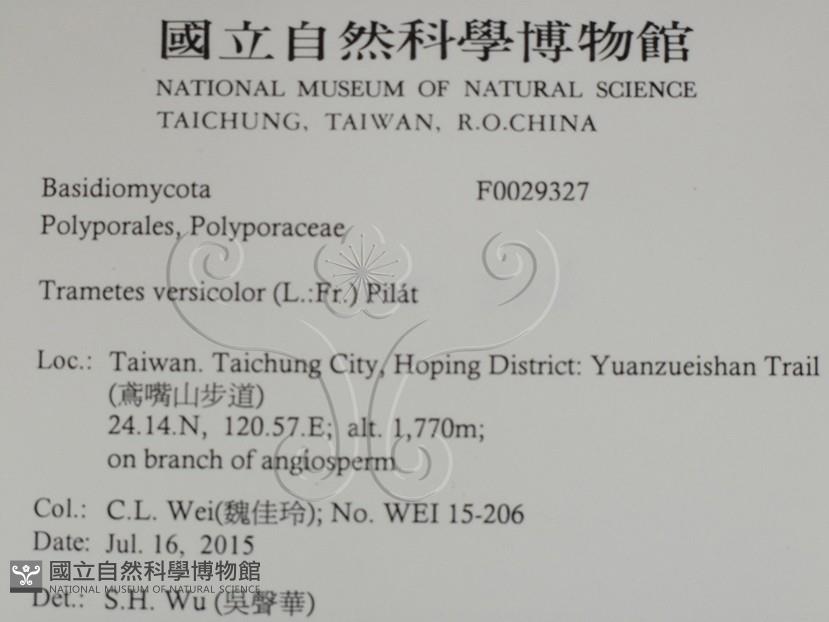 國立自然科學博物館
NATIONAL MUSEUM OF NATURAL SCIENCE
TAICHUNG, TAIWAN, R.O.CHINA
Basidiomycota F0029327
Polyporales, Polyporaceae
Trametes versicolor (L.:Fr.) Pilát
Loc.: Taiwan. Taichung City, Hoping District: Yuanzueishan Trail
(鳶嘴山步道)
24.14.N, 120.57.E; alt. 1,770m;
on branch of angiosperm
Col.: C.L. Wei(魏佳玲); No. WEI 15-206
Date: Jul. 16, 2015
國立自然科學博物館
NATIONAL MUSEUM OF NATURAL SCIENCE
Det.: S.H. Wu (吳聲華)